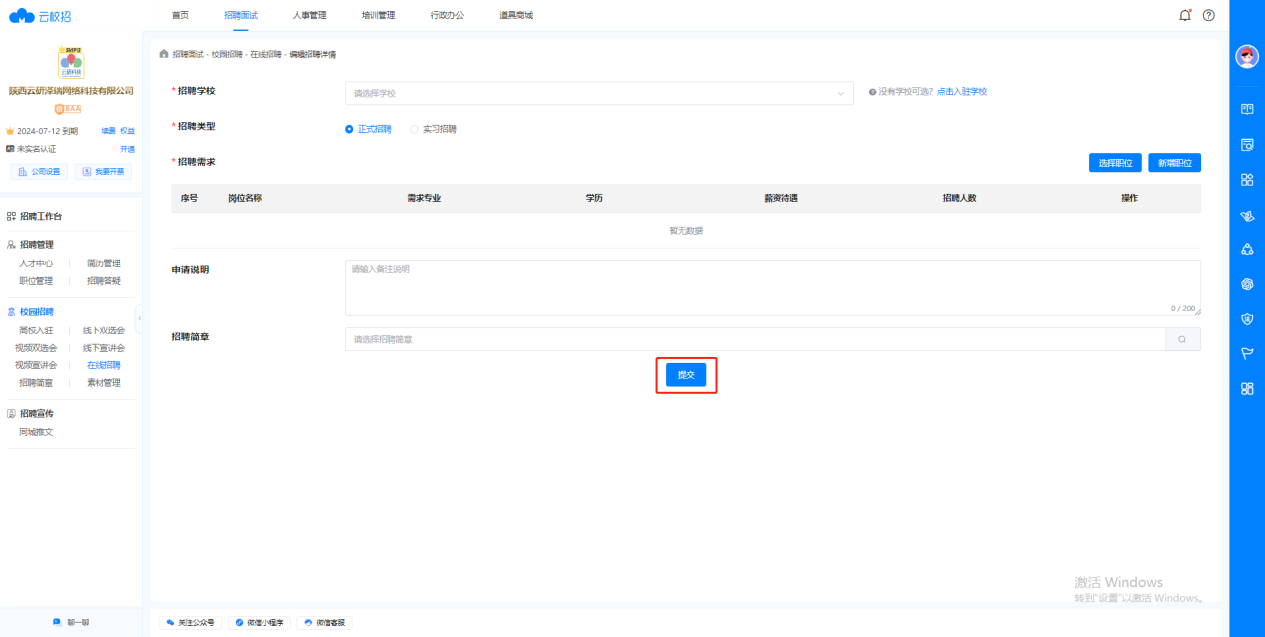 云校招
首页 招聘面试 人事管理 培训管理 行政办公 道具商城
招聘面试 - 校园招聘 - 在线招聘 - 编辑招聘详情
SVIP3
云研科技
陕西云研泽瑞网络科技有限公司
AAA
2024-07-12 到期 续费 权益
未实名认证 开通
公司设置 我要开票
招聘工作台
招聘管理
人才中心 简历管理
职位管理 招聘答疑
校园招聘
高校入驻 线下双选会
视频双选会 线下宣讲会
视频宣讲会 在线招聘
招聘简章 素材管理
招聘宣传
同城推文
聊一聊
* 招聘学校 请选择学校 没有学校可选? 点击入驻学校
* 招聘类型 正式招聘 实习招聘
* 招聘需求 选择职位 新增职位
序号 岗位名称 需求专业 学历 薪资待遇 招聘人数 操作
暂无数据
申请说明 请输入备注说明
0 / 200
招聘简章 请选择招聘简章
提交
激活 Windows
转到"设置"以激活 Windows。
关注公众号 微信小程序 微信客服